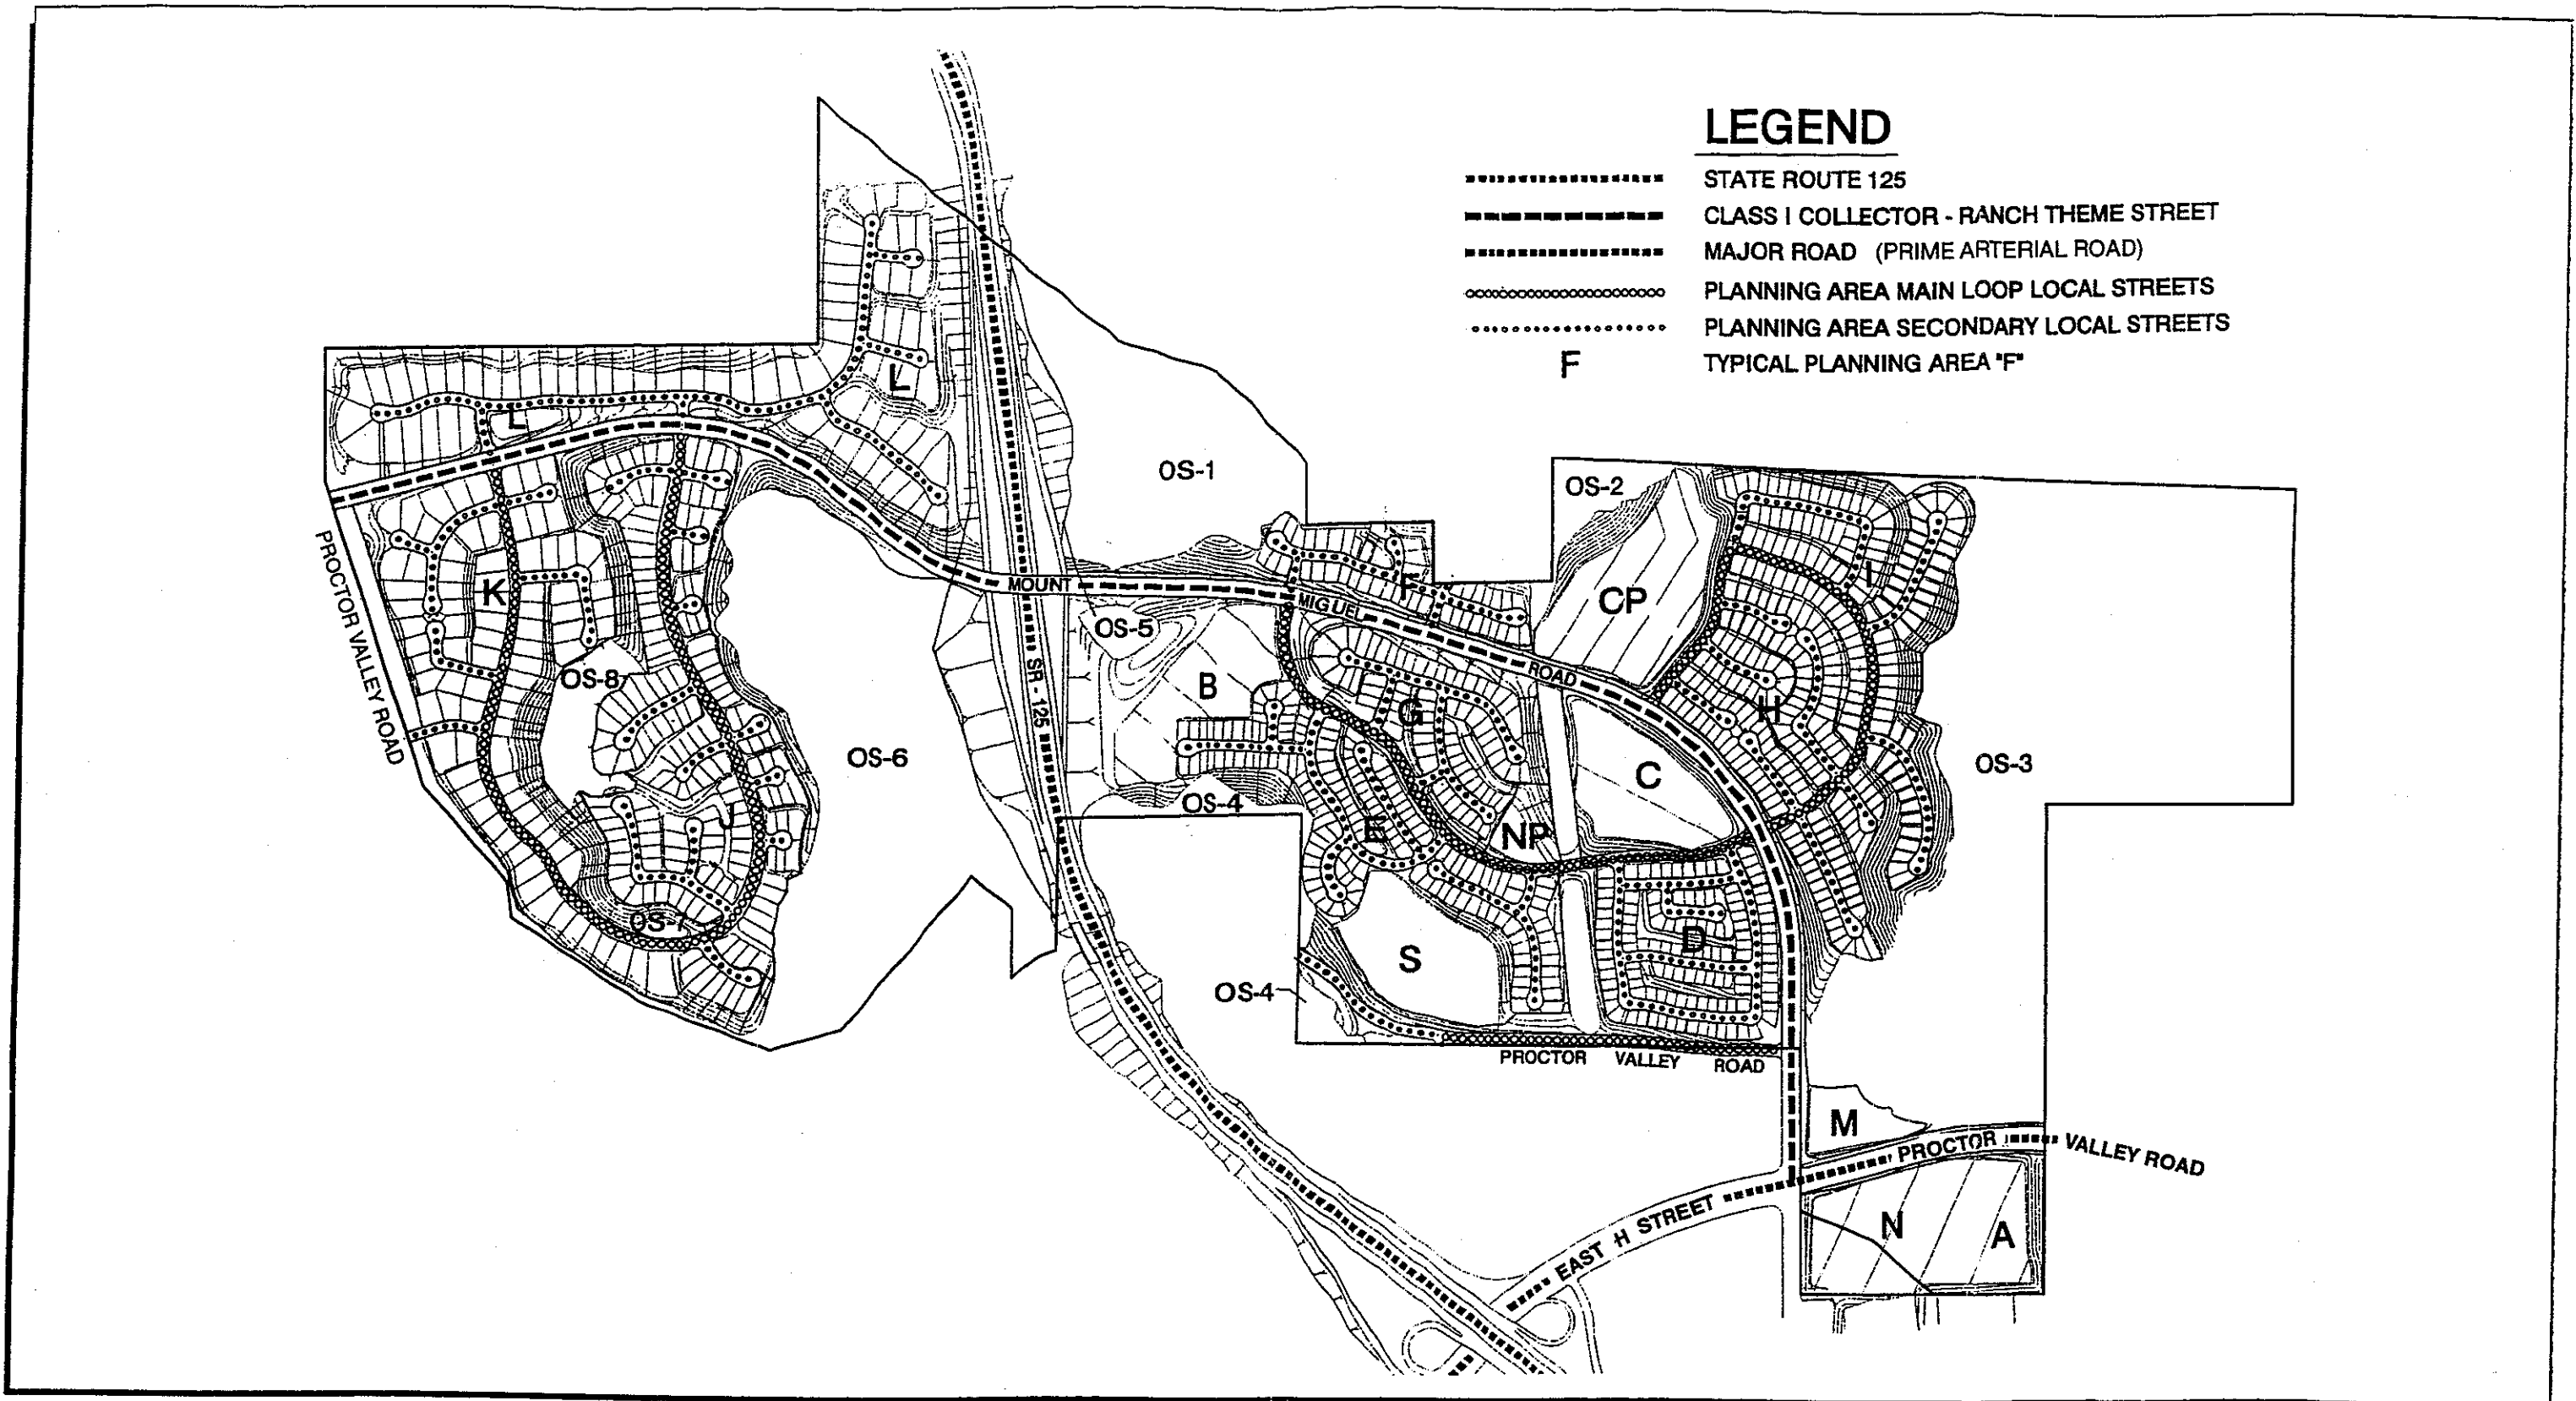 LEGEND
STATE ROUTE 125
CLASS I COLLECTOR - RANCH THEME STREET
MAJOR ROAD (PRIME ARTERIAL ROAD)
PLANNING AREA MAIN LOOP LOCAL STREETS
PLANNING AREA SECONDARY LOCAL STREETS
F TYPICAL PLANNING AREA "F"
L
L
OS-1
OS-2
PROCTOR VALLEY ROAD
K
MOUNT MIGUEL ROAD
F
CP
I
OS-5
OS-8
SR-125
B
G
H
OS-6
C
OS-3
OS-4
J
E
NP
OS-7
D
S
OS-4
PROCTOR VALLEY ROAD
M
PROCTOR VALLEY ROAD
EAST H STREET
N
A